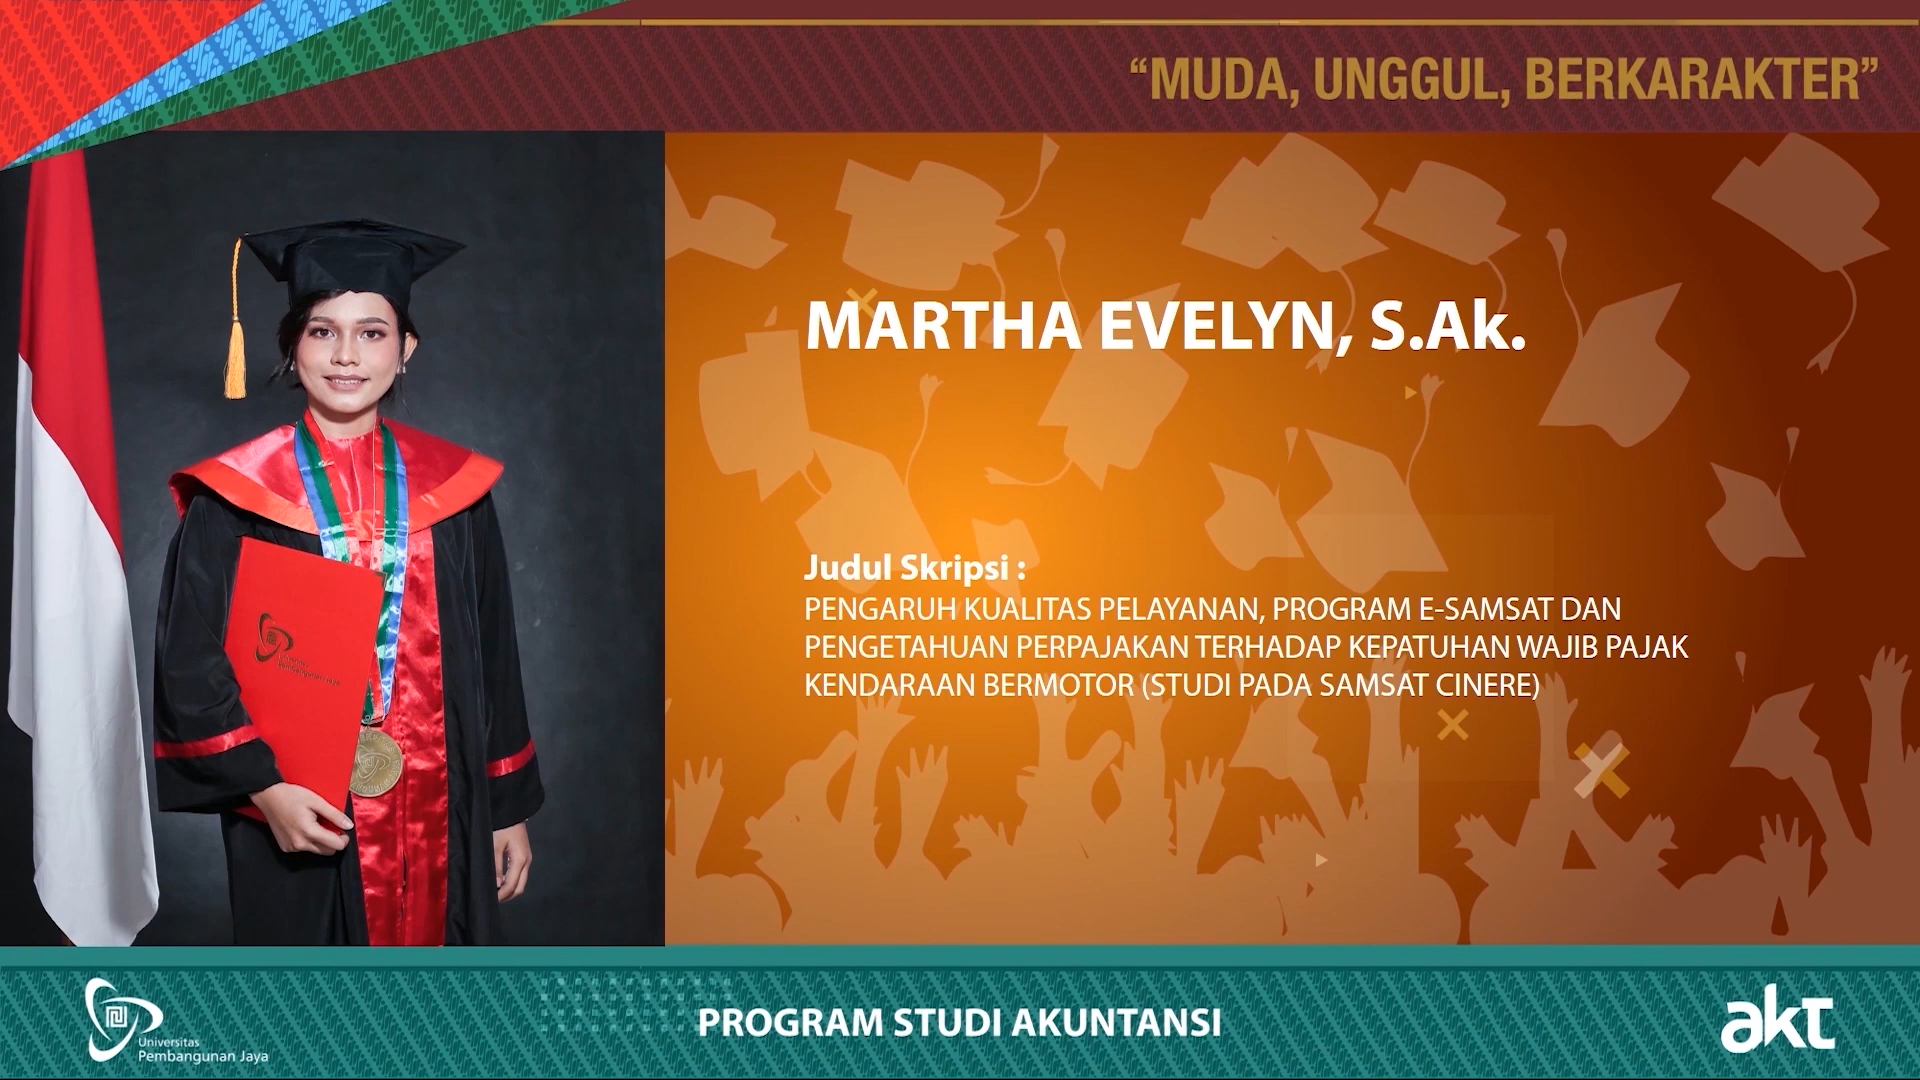 “MUDA, UNGGUL, BERKARAKTER”
MARTHA EVELYN, S.Ak.
Judul Skripsi :
PENGARUH KUALITAS PELAYANAN, PROGRAM E-SAMSAT DAN
PENGETAHUAN PERPAJAKAN TERHADAP KEPATUHAN WAJIB PAJAK
KENDARAAN BERMOTOR (STUDI PADA SAMSAT CINERE)
Universitas
Pembangunan Jaya
PROGRAM STUDI AKUNTANSI
akt